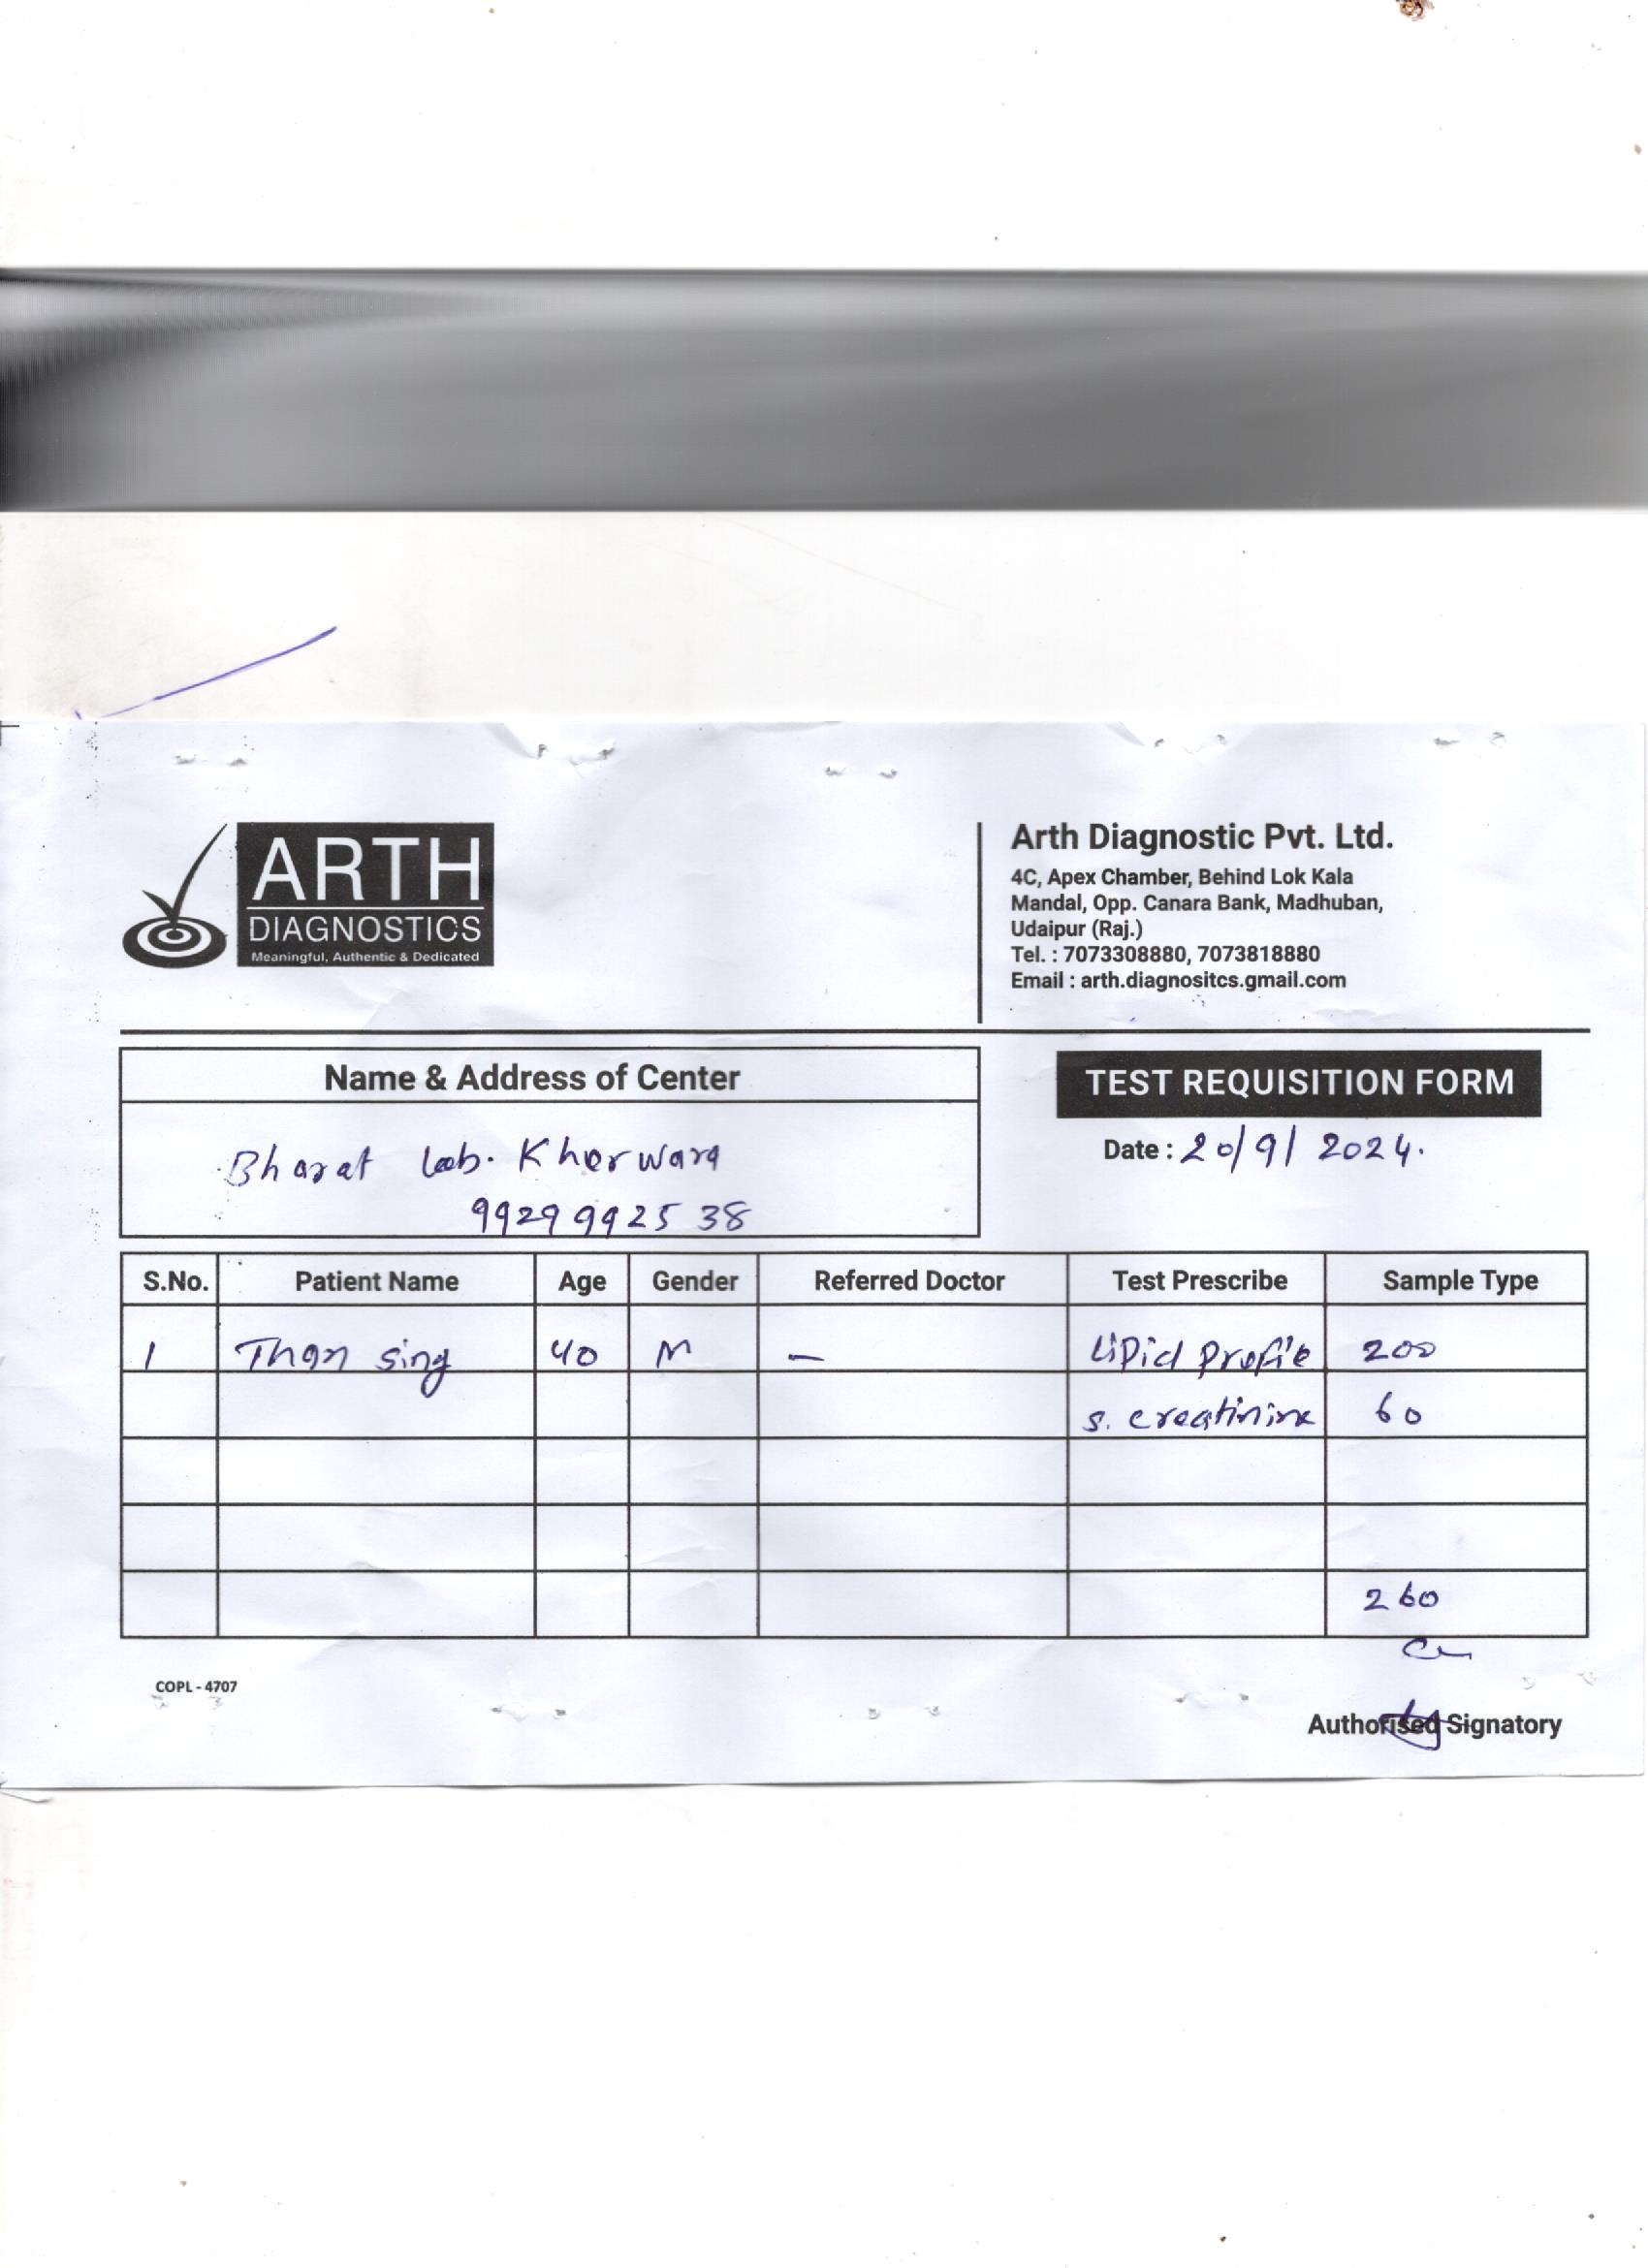 ARTH
DIAGNOSTICS
Meaningful, Authentic & Dedicated
Arth Diagnostic Pvt. Ltd.
4C, Apex Chamber, Behind Lok Kala
Mandal, Opp. Canara Bank, Madhuban,
Udaipur (Raj.)
Tel. : 7073308880, 7073818880
Email : arth.diagnositcs.gmail.com
Name & Address of Center
TEST REQUISITION FORM
Date : 20/9/2024.
Bharat Lab. Kherwara
9929992538
S.No. Patient Name Age Gender Referred Doctor Test Prescribe Sample Type
1 Than sing 40 M — Lipid profile 200
s. creatinine 60
260
COPL - 4707
Authorised Signatory